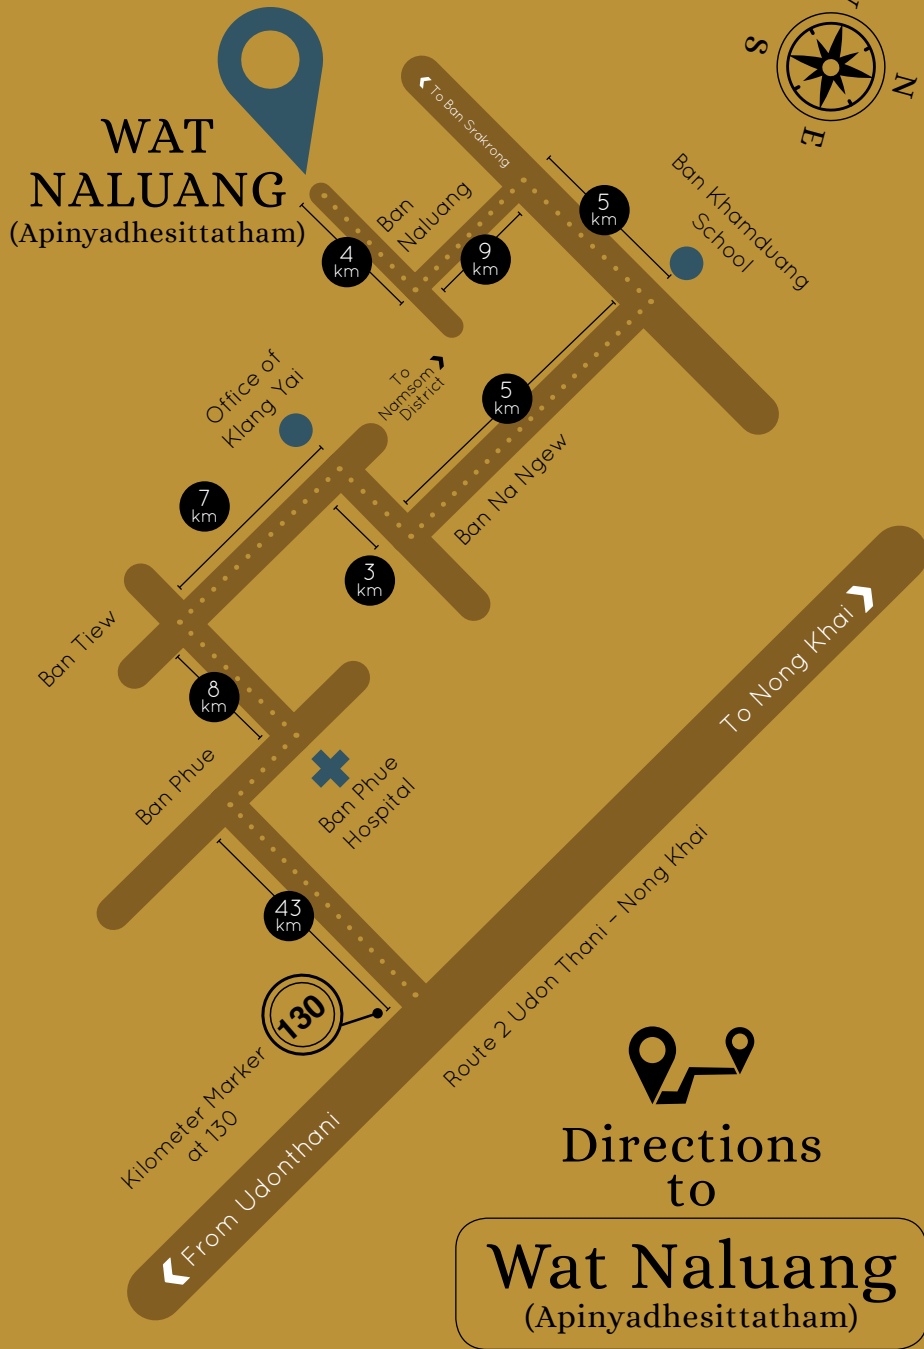 S
N
E
WAT
NALUANG
(Apinyadhesittatham)
To Ban Srakrong
Ban Khamduang
School
5
km
Ban
Naluang
4
km
9
km
To
Namsom
District
Office of
Klang Yai
5
km
Ban Na Ngew
7
km
3
km
Ban Tiew
8
km
To Nong Khai
Ban Phue
Ban Phue
Hospital
43
km
130
Route 2 Udon Thani - Nong Khai
Kilometer Marker
at 130
From Udonthani
Directions
to
Wat Naluang
(Apinyadhesittatham)